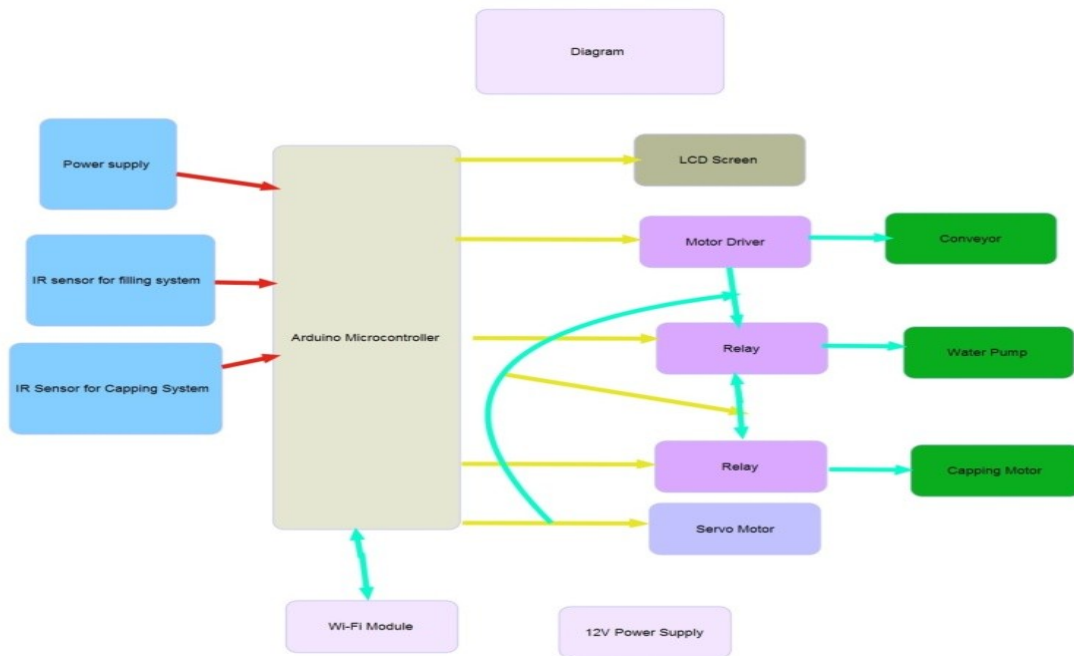 Diagram
Power supply
LCD Screen
Motor Driver
Conveyor
IR sensor for filling system
Arduino Microcontroller
Relay
Water Pump
IR Sensor for Capping System
Relay
Capping Motor
Servo Motor
Wi-Fi Module
12V Power Supply